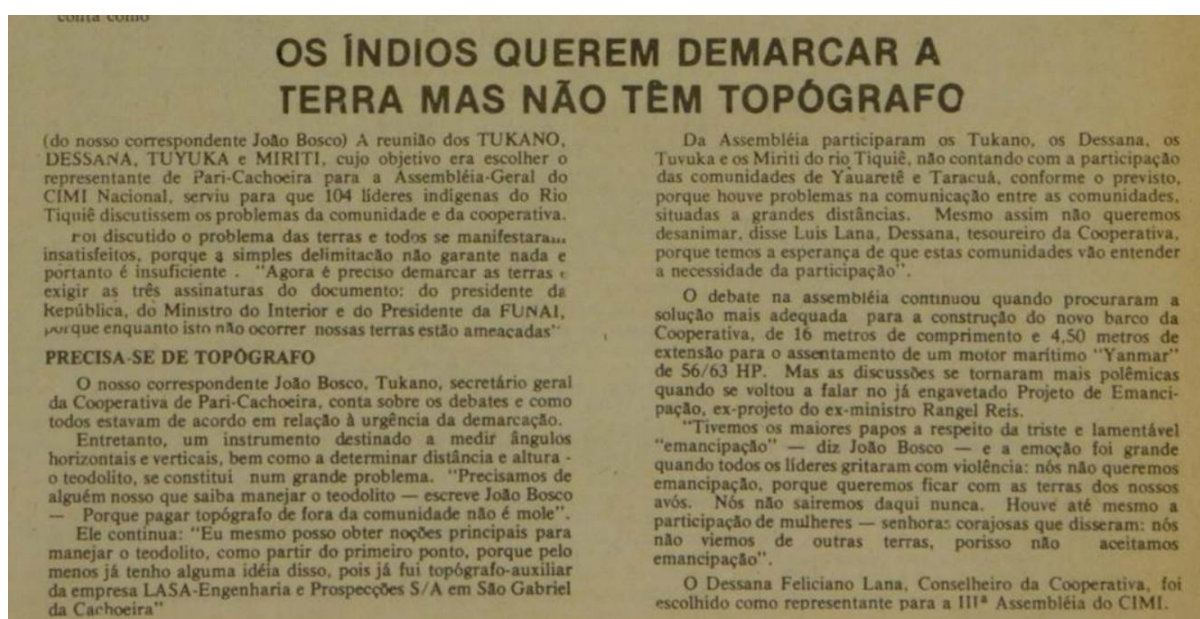 conta como
OS ÍNDIOS QUEREM DEMARCAR A
TERRA MAS NÃO TÊM TOPÓGRAFO
(do nosso correspondente João Bosco) A reunião dos TUKANO,
DESSANA, TUYUKA e MIRITI, cujo objetivo era escolher o
representante de Pari-Cachoeira para a Assembléia-Geral do
CIMI Nacional, serviu para que 104 líderes indígenas do Rio
Tiquiê discutissem os problemas da comunidade e da cooperativa.
Foi discutido o problema das terras e todos se manifestara...
insatisfeitos, porque a simples delimitacão não garante nada e
portanto é insuficiente . "Agora é preciso demarcar as terras e
exigir as três assinaturas do documento: do presidente da
República, do Ministro do Interior e do Presidente da FUNAI,
porque enquanto isto não ocorrer nossas terras estão ameaçadas"
PRECISA-SE DE TOPÓGRAFO
O nosso correspondente João Bosco, Tukano, secretário geral
da Cooperativa de Pari-Cachoeira, conta sobre os debates e como
todos estavam de acordo em relação à urgência da demarcação.
Entretanto, um instrumento destinado a medir ângulos
horizontais e verticais, bem como a determinar distância e altura -
o teodolito, se constitui num grande problema. "Precisamos de
alguém nosso que saiba manejar o teodolito — escreve João Bosco
— Porque pagar topógrafo de fora da comunidade não é mole".
Ele continua: "Eu mesmo posso obter noções principais para
manejar o teodolito, como partir do primeiro ponto, porque pelo
menos já tenho alguma idéia disso, pois já fui topógrafo-auxiliar
da empresa LASA-Engenharia e Prospecções S/A em São Gabriel
da Cachoeira"
Da Assembléia participaram os Tukano, os Dessana, os
Tuvuka e os Miriti do rio Tiquiê, não contando com a participação
das comunidades de Yauaretê e Taracuá, conforme o previsto,
porque houve problemas na comunicação entre as comunidades,
situadas a grandes distâncias. Mesmo assim não queremos
desanimar, disse Luis Lana, Dessana, tesoureiro da Cooperativa,
porque temos a esperança de que estas comunidades vão entender
a necessidade da participação".
O debate na assembléia continuou quando procuraram a
solução mais adequada para a construção do novo barco da
Cooperativa, de 16 metros de comprimento e 4,50 metros de
extensão para o assentamento de um motor marítimo "Yanmar"
de 56/63 HP. Mas as discussões se tornaram mais polêmicas
quando se voltou a falar no já engavetado Projeto de Emanci-
pação, ex-projeto do ex-ministro Rangel Reis.
"Tivemos os maiores papos a respeito da triste e lamentável
"emancipação" — diz João Bosco — e a emoção foi grande
quando todos os líderes gritaram com violência: nós não queremos
emancipação, porque queremos ficar com as terras dos nossos
avós. Nós não sairemos daqui nunca. Houve até mesmo a
participação de mulheres — senhoras corajosas que disseram: nós
não viemos de outras terras, porisso não aceitamos
emancipação".
O Dessana Feliciano Lana, Conselheiro da Cooperativa, foi
escolhido como representante para a IIIª Assembléia do CIMI.